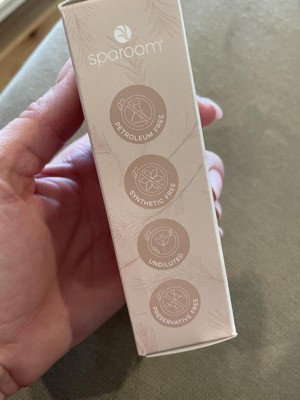 sparoom®
PETROLEUM FREE
SYNTHETIC FREE
UNDILUTED
PRESERVATIVE FREE